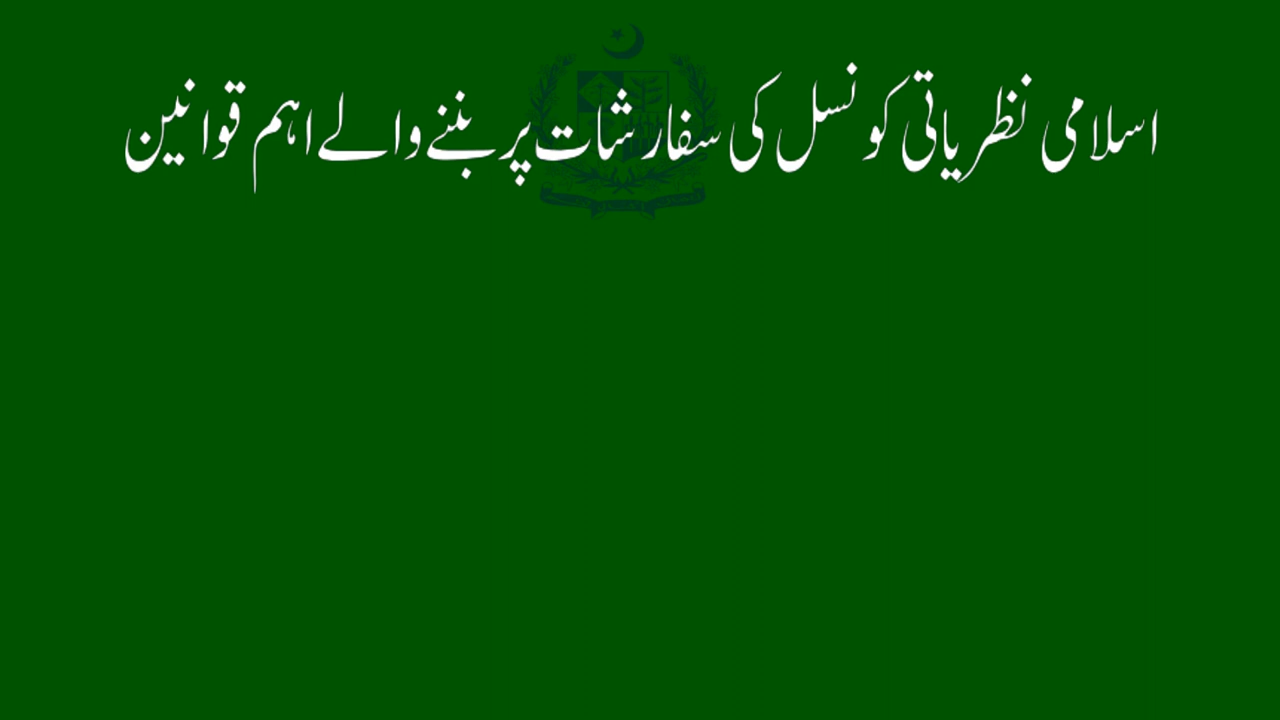 اسلامی نظریاتی کونسل کی سفارشات پر بننے والے اہم قوانین